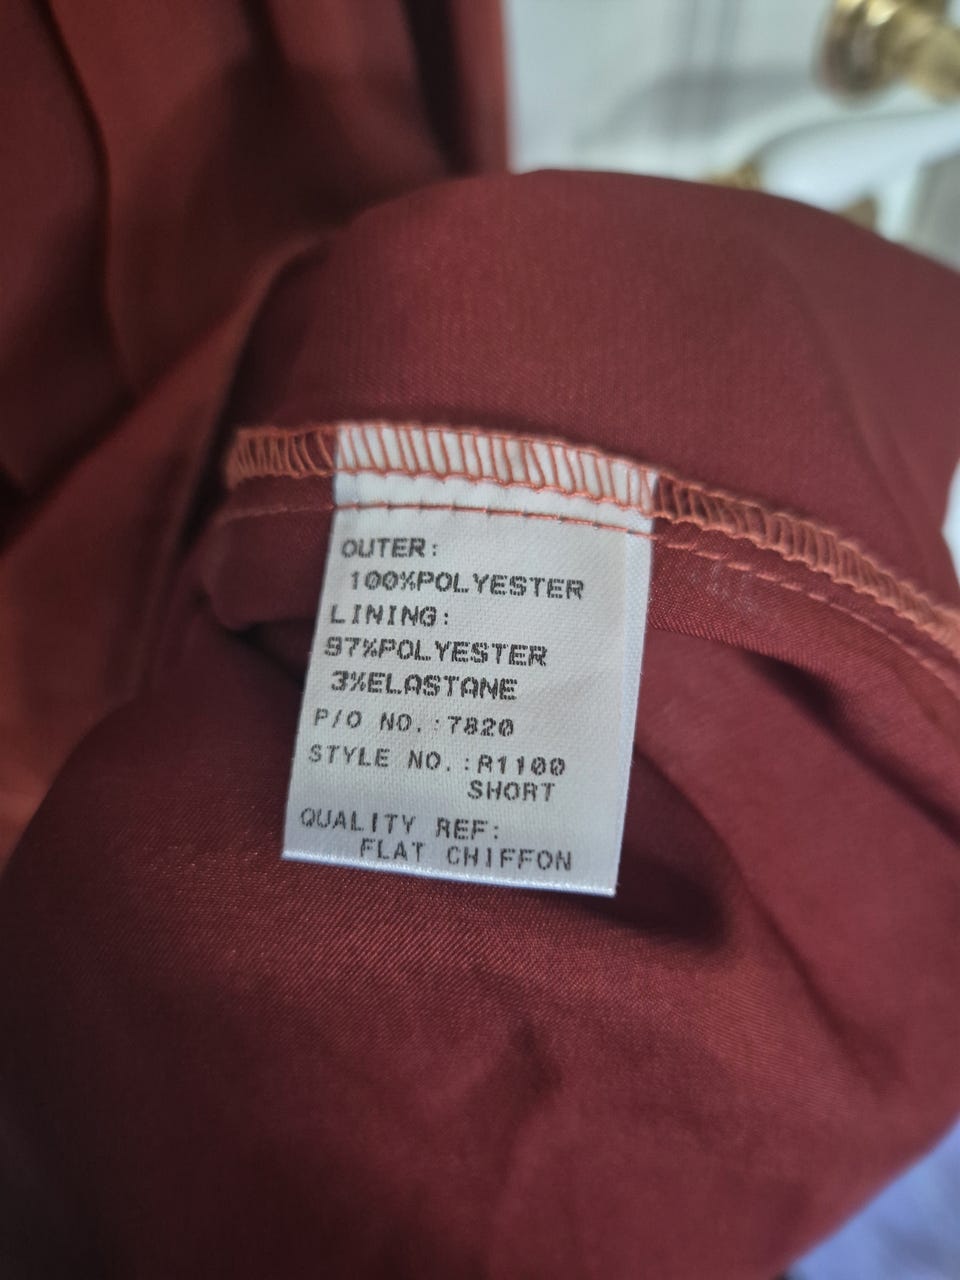 OUTER:
100%POLYESTER
LINING:
97%POLYESTER
3%ELASTANE
P/O NO.:7820
STYLE NO.:R1100
SHORT
QUALITY REF:
FLAT CHIFFON